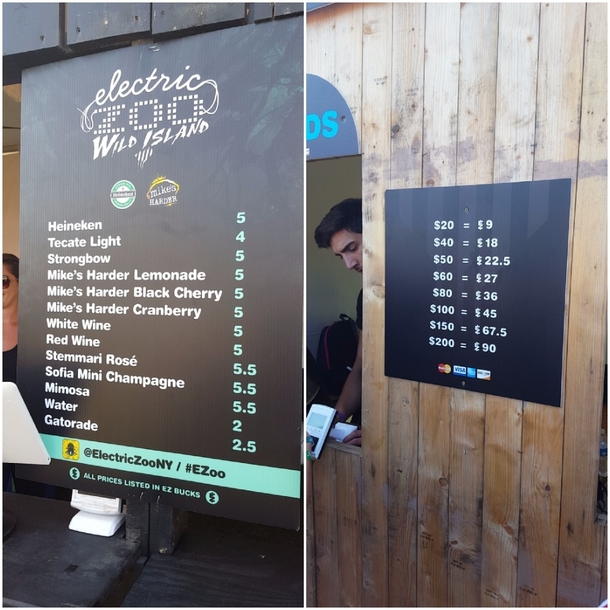 electric
ZOO
WILD ISLAND
Heineken
mike's
HARDER
Heineken 5
Tecate Light 4
Strongbow 5
Mike's Harder Lemonade 5
Mike's Harder Black Cherry 5
Mike's Harder Cranberry 5
White Wine 5
Red Wine 5
Stemmari Rosé 5.5
Sofia Mini Champagne 5.5
Mimosa 5.5
Water 2
Gatorade 2.5
@ElectricZooNY / #EZoo
ALL PRICES LISTED IN EZ BUCKS
DS
$20 = 9
$40 = 18
$50 = 22.5
$60 = 27
$80 = 36
$100 = 45
$150 = 67.5
$200 = 90
VISA